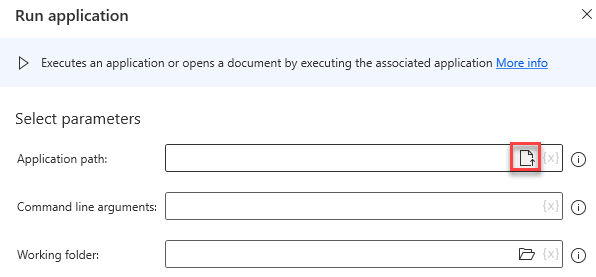 Run application
Executes an application or opens a document by executing the associated application More info
Select parameters
Application path: {x}
Command line arguments: {x}
Working folder: {x}